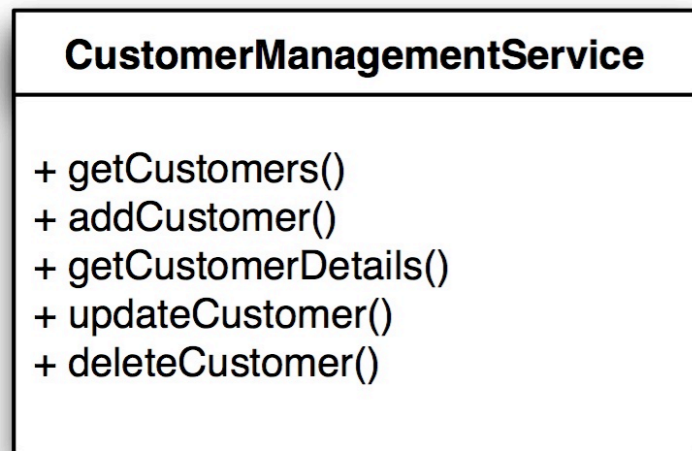 CustomerManagementService
+ getCustomers()
+ addCustomer()
+ getCustomerDetails()
+ updateCustomer()
+ deleteCustomer()